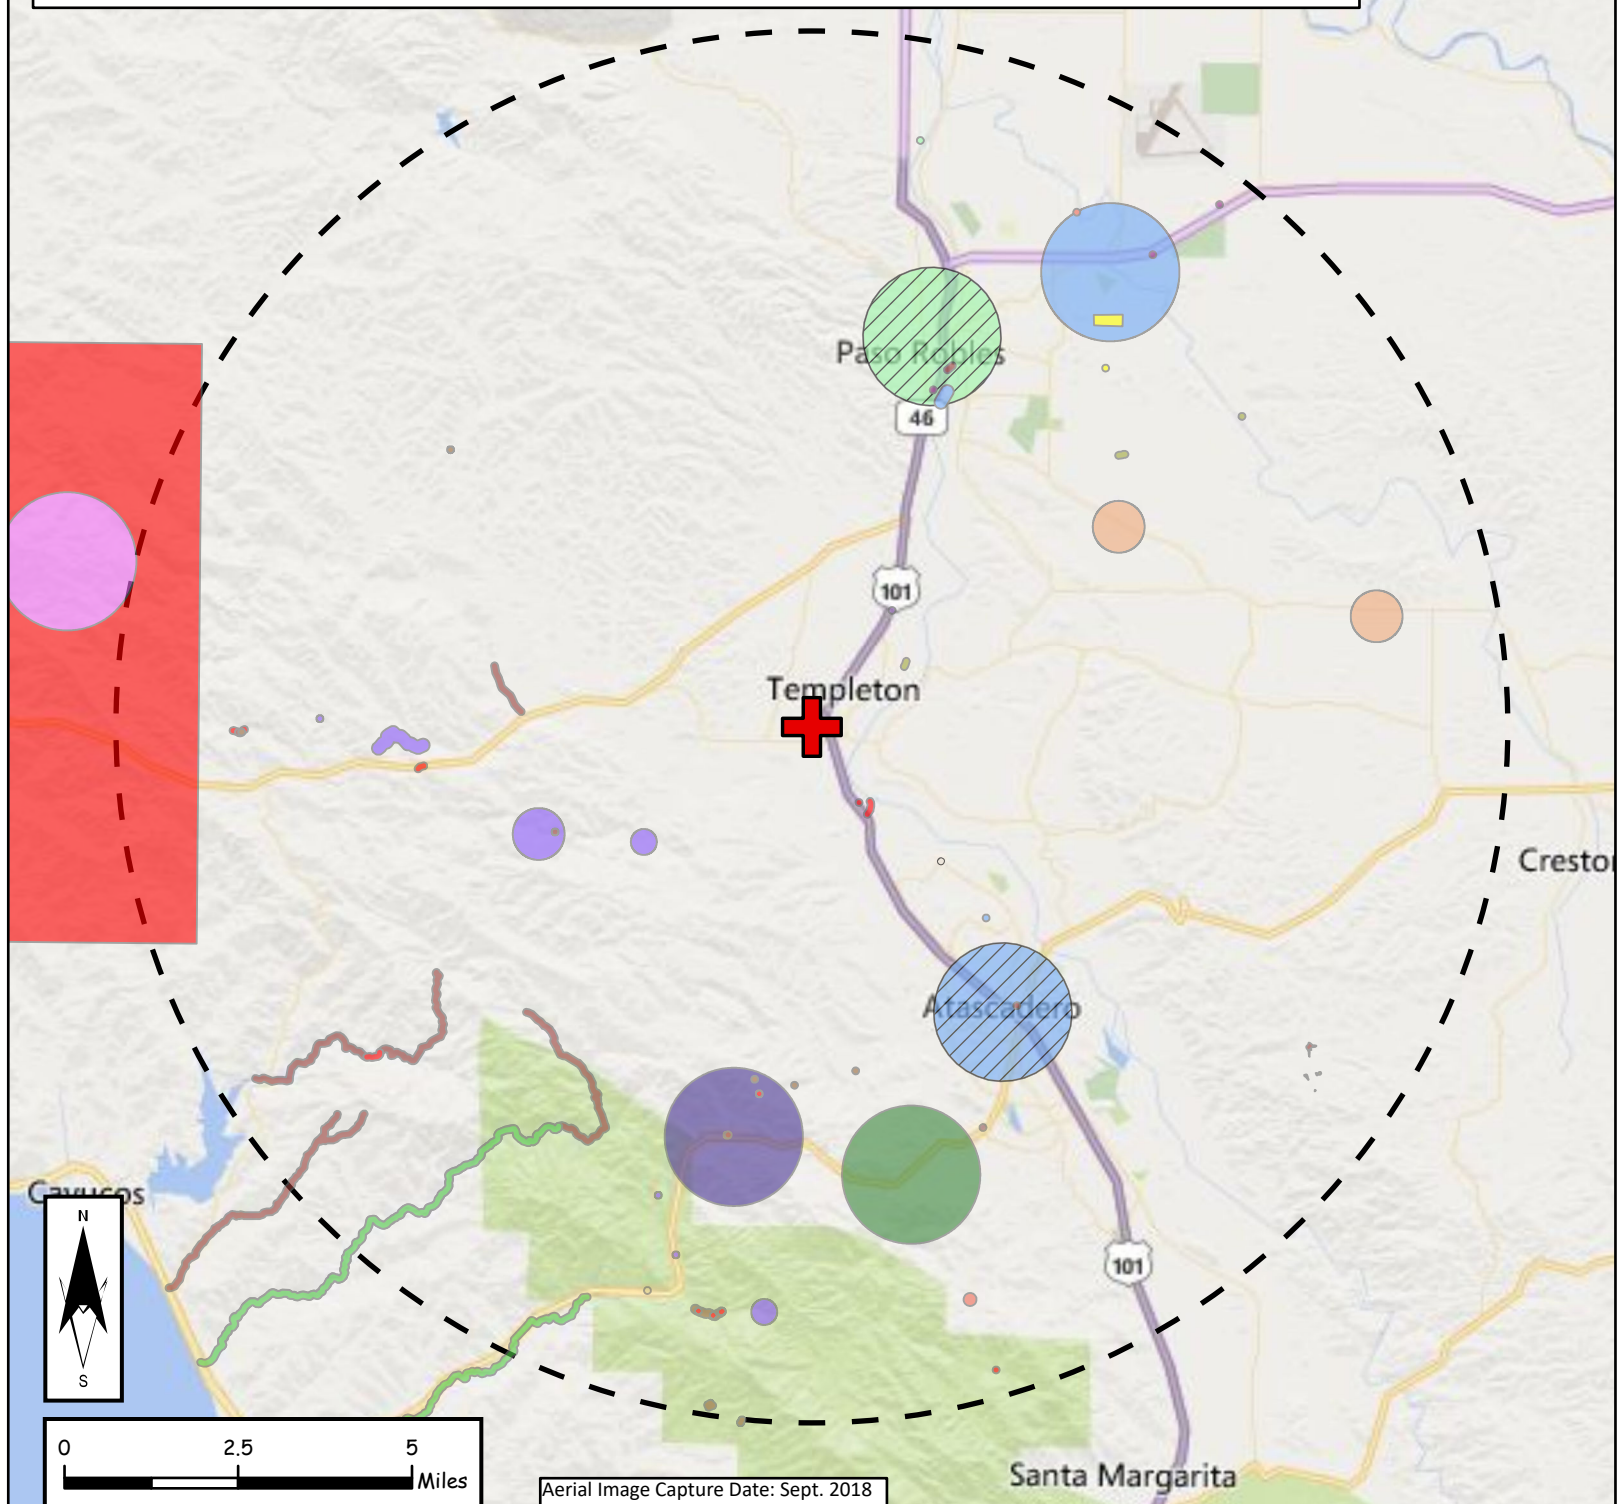 Paso Robles
46
101
Templeton
Creston
Atascadero
Cayucos
N
S
101
0 2.5 5
Miles
Santa Margarita
Aerial Image Capture Date: Sept. 2018